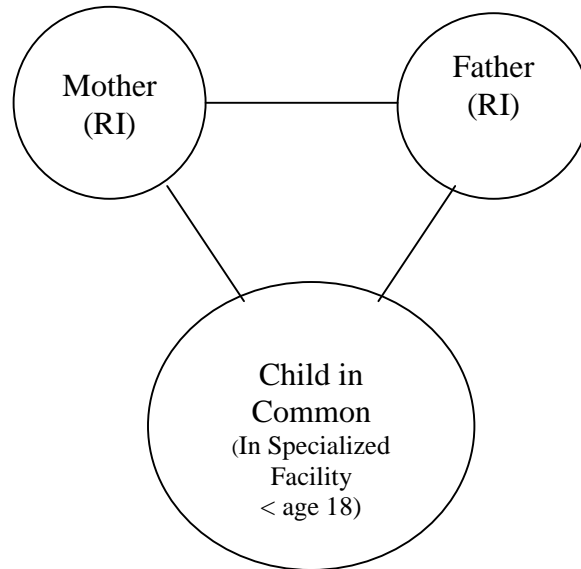 Mother
(RI)
Father
(RI)
Child in
Common
(In Specialized
Facility
< age 18)